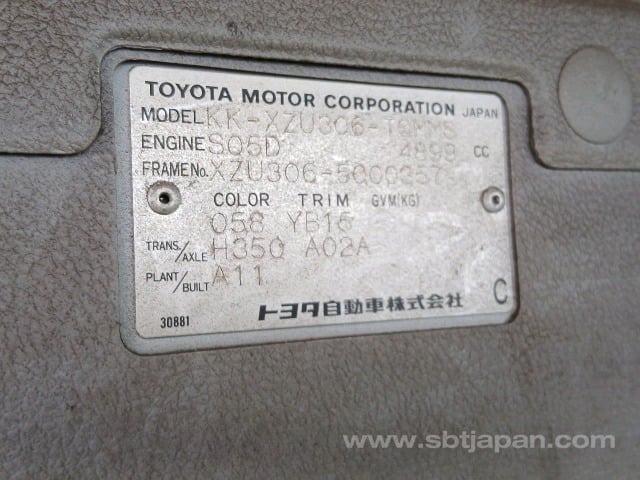 TOYOTA MOTOR CORPORATION JAPAN
MODEL KK-XZU306-TQMMS
ENGINE S05D 4899 CC
FRAME No. XZU306-5000357
COLOR TRIM GVM(KG)
058 YB16
TRANS./AXLE H350 A02A
PLANT/BUILT A11
30881 トヨタ自動車株式会社 C
www.sbtjapan.com